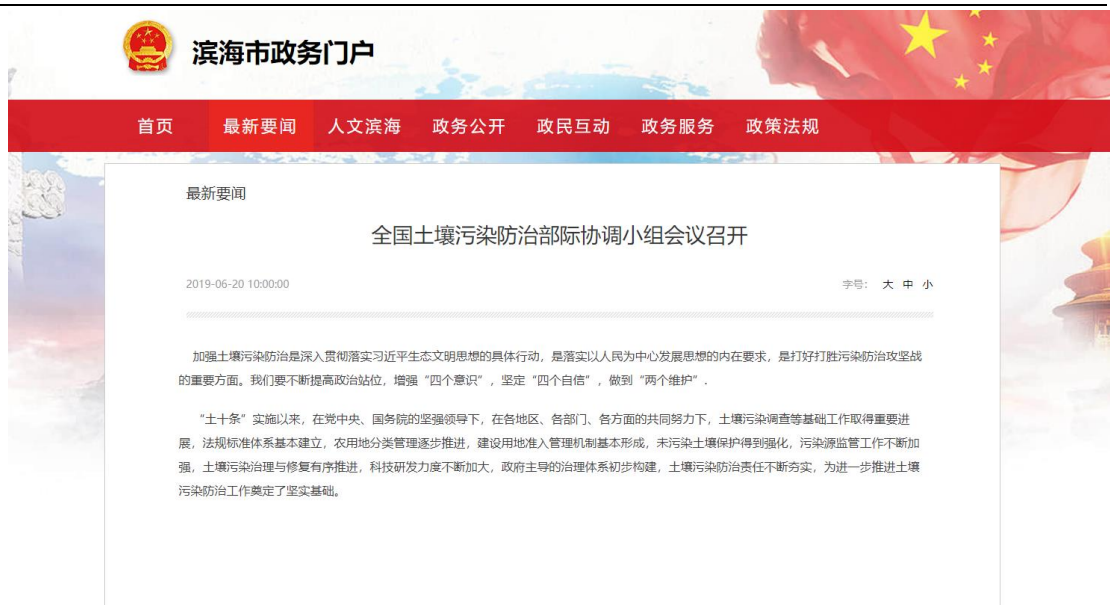 滨海市政务门户
首页 最新要闻 人文滨海 政务公开 政民互动 政务服务 政策法规
最新要闻
全国土壤污染防治部际协调小组会议召开
2019-06-20 10:00:00 字号： 大 中 小
加强土壤污染防治是深入贯彻落实习近平生态文明思想的具体行动，是落实以人民为中心发展思想的内在要求，是打好打胜污染防治攻坚战
的重要方面。我们要不断提高政治站位，增强“四个意识”，坚定“四个自信”，做到“两个维护”.
“土十条”实施以来，在党中央、国务院的坚强领导下，在各地区、各部门、各方面的共同努力下，土壤污染调查等基础工作取得重要进
展，法规标准体系基本建立，农用地分类管理逐步推进，建设用地准入管理机制基本形成，未污染土壤保护得到强化，污染源监管工作不断加
强，土壤污染治理与修复有序推进，科技研发力度不断加大，政府主导的治理体系初步构建，土壤污染防治责任不断夯实，为进一步推进土壤
污染防治工作奠定了坚实基础。